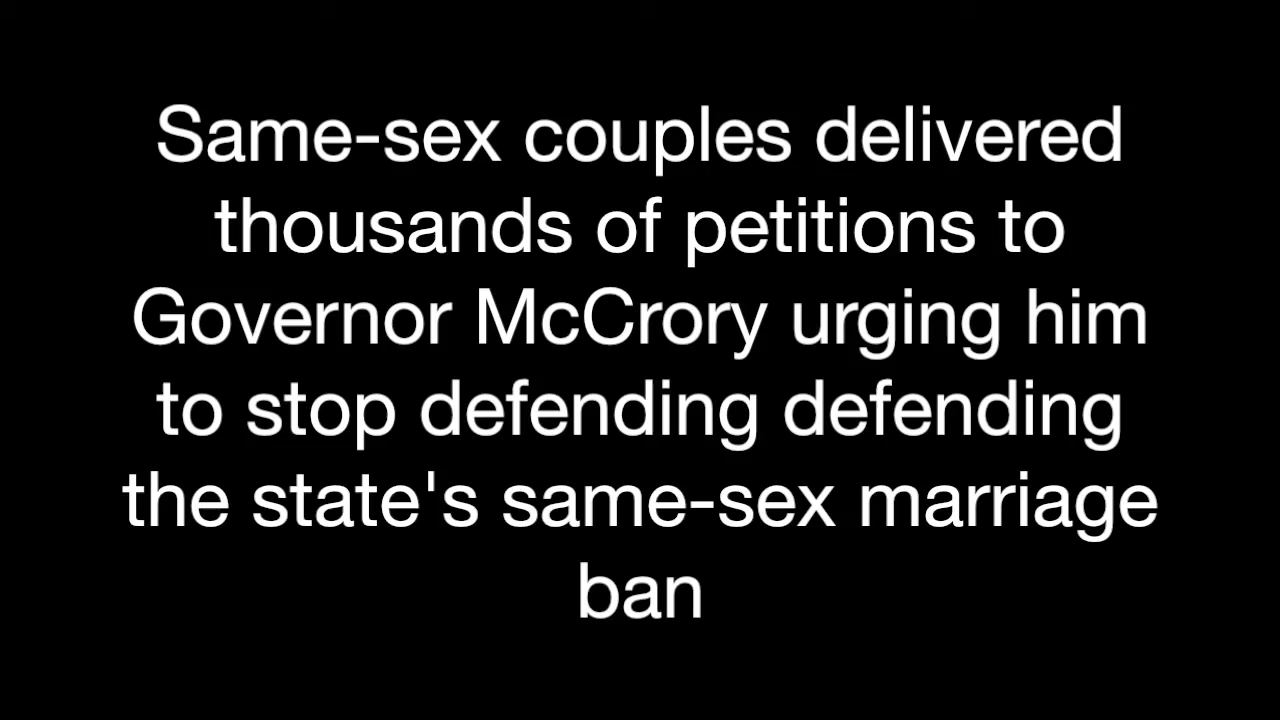 Same-sex couples delivered
thousands of petitions to
Governor McCrory urging him
to stop defending defending
the state's same-sex marriage
ban